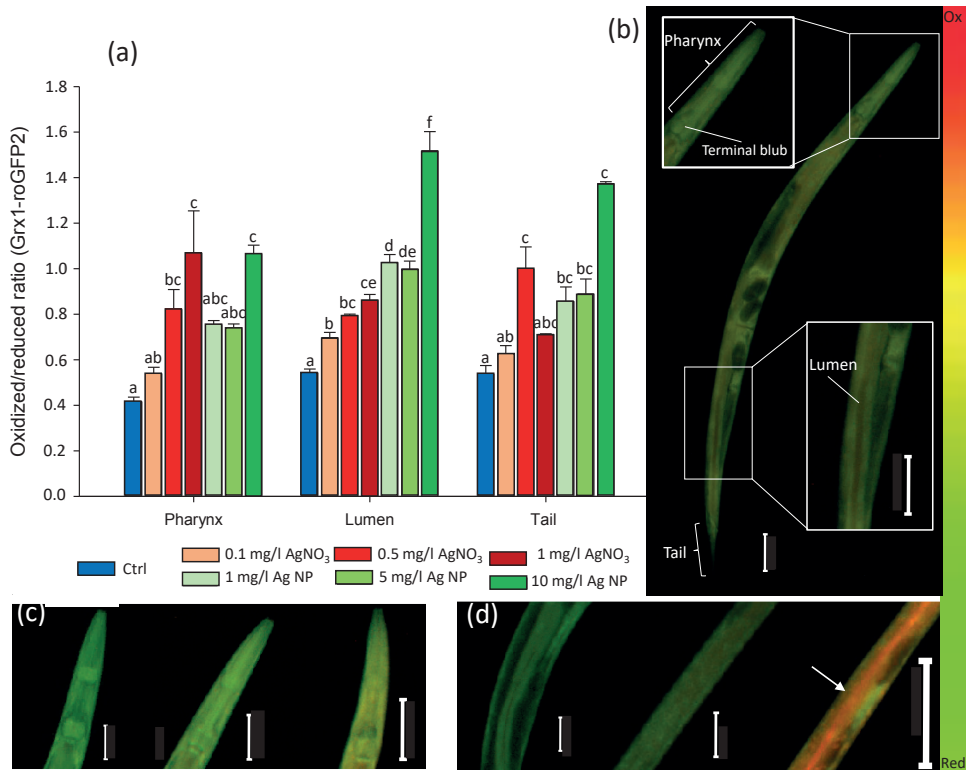 (a)
Oxidized/reduced ratio (Grx1-roGFP2)
1.8
1.6
1.4
1.2
1.0
0.8
0.6
0.4
0.2
0.0
a ab bc c abc abc c
a b bc ce d de f
a ab c abc bc bc c
Pharynx Lumen Tail
Ctrl
0.1 mg/l AgNO₃ 0.5 mg/l AgNO₃ 1 mg/l AgNO₃
1 mg/l Ag NP 5 mg/l Ag NP 10 mg/l Ag NP
(b)
Pharynx
Terminal blub
Lumen
Tail
Ox
Red
(c)
(d)